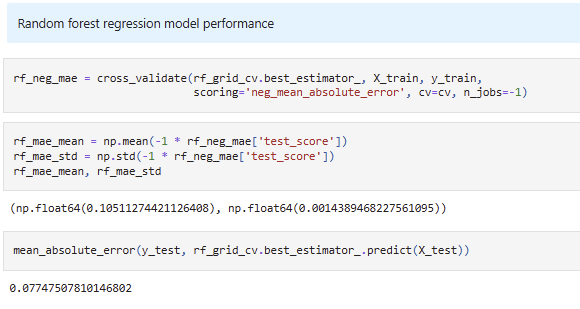 Random forest regression model performance
rf_neg_mae = cross_validate(rf_grid_cv.best_estimator_, X_train, y_train,
scoring='neg_mean_absolute_error', cv=cv, n_jobs=-1)
rf_mae_mean = np.mean(-1 * rf_neg_mae['test_score'])
rf_mae_std = np.std(-1 * rf_neg_mae['test_score'])
rf_mae_mean, rf_mae_std
(np.float64(0.10511274421126408), np.float64(0.0014389468227561095))
mean_absolute_error(y_test, rf_grid_cv.best_estimator_.predict(X_test))
0.07747507810146802